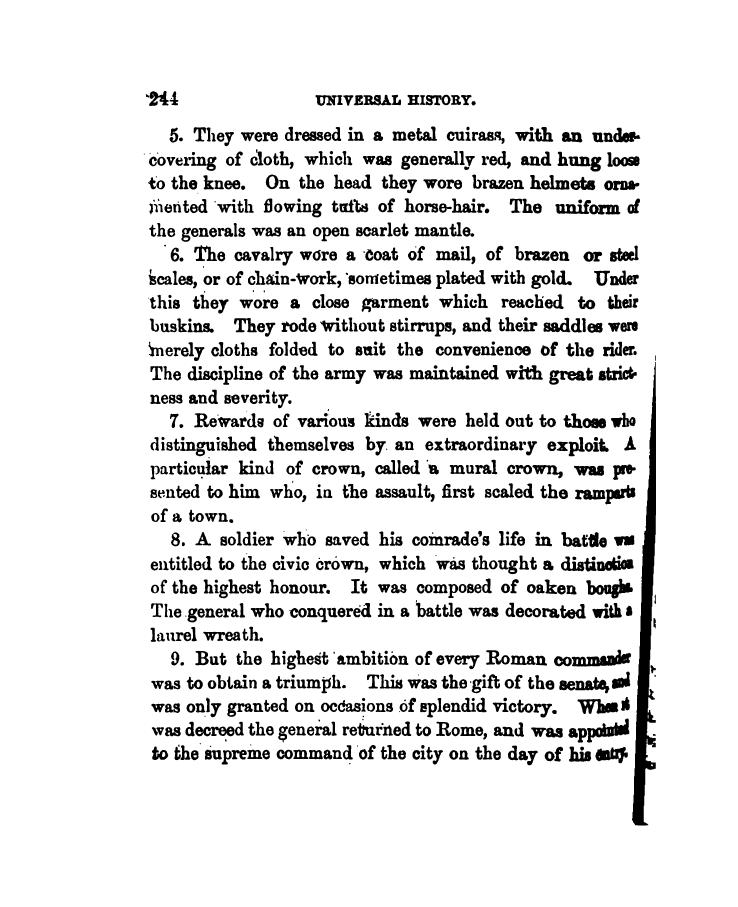 244 UNIVERSAL HISTORY.
5. They were dressed in a metal cuirass, with an under-
covering of cloth, which was generally red, and hung loose
to the knee. On the head they wore brazen helmets orna-
mented with flowing tufts of horse-hair. The uniform of
the generals was an open scarlet mantle.
6. The cavalry wore a coat of mail, of brazen or steel
scales, or of chain-work, sometimes plated with gold. Under
this they wore a close garment which reached to their
buskins. They rode without stirrups, and their saddles were
merely cloths folded to suit the convenience of the rider.
The discipline of the army was maintained with great strict-
ness and severity.
7. Rewards of various kinds were held out to those who
distinguished themselves by an extraordinary exploit. A
particular kind of crown, called a mural crown, was pre-
sented to him who, in the assault, first scaled the ramparts
of a town.
8. A soldier who saved his comrade's life in battle was
entitled to the civic crown, which was thought a distinction
of the highest honour. It was composed of oaken boughs.
The general who conquered in a battle was decorated with a
laurel wreath.
9. But the highest ambition of every Roman commander
was to obtain a triumph. This was the gift of the senate, and
was only granted on occasions of splendid victory. When it
was decreed the general returned to Rome, and was appointed
to the supreme command of the city on the day of his entry.